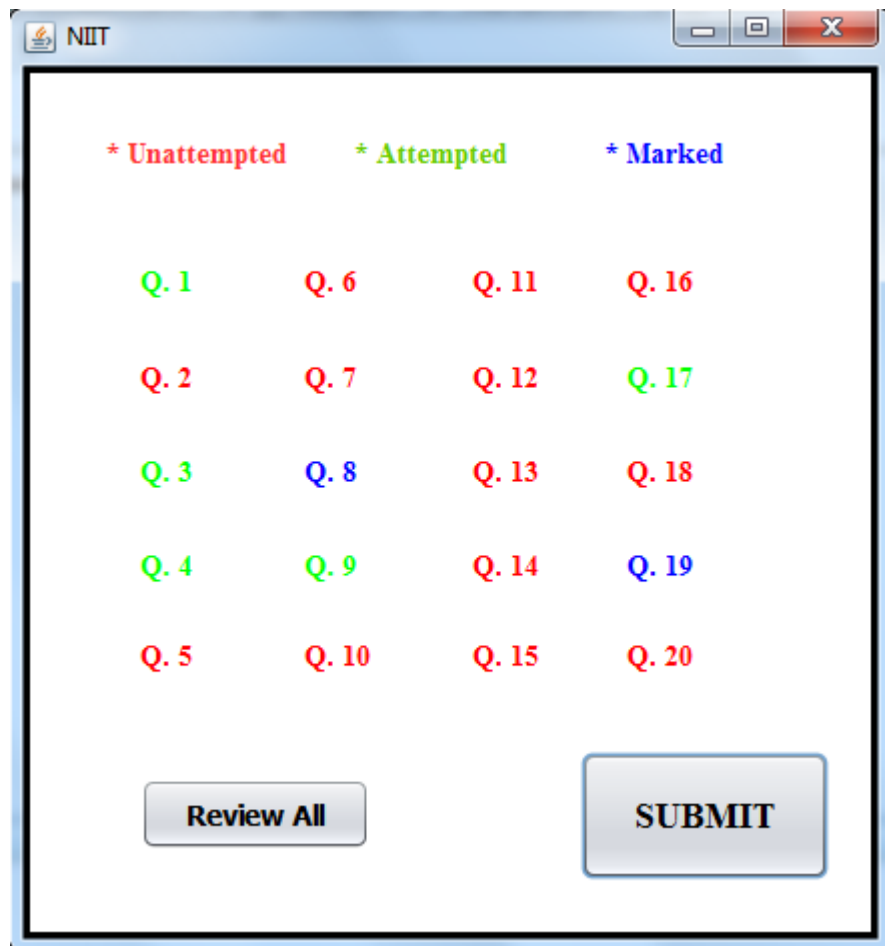 NIIT
* Unattempted * Attempted * Marked
Q. 1 Q. 6 Q. 11 Q. 16
Q. 2 Q. 7 Q. 12 Q. 17
Q. 3 Q. 8 Q. 13 Q. 18
Q. 4 Q. 9 Q. 14 Q. 19
Q. 5 Q. 10 Q. 15 Q. 20
Review All SUBMIT